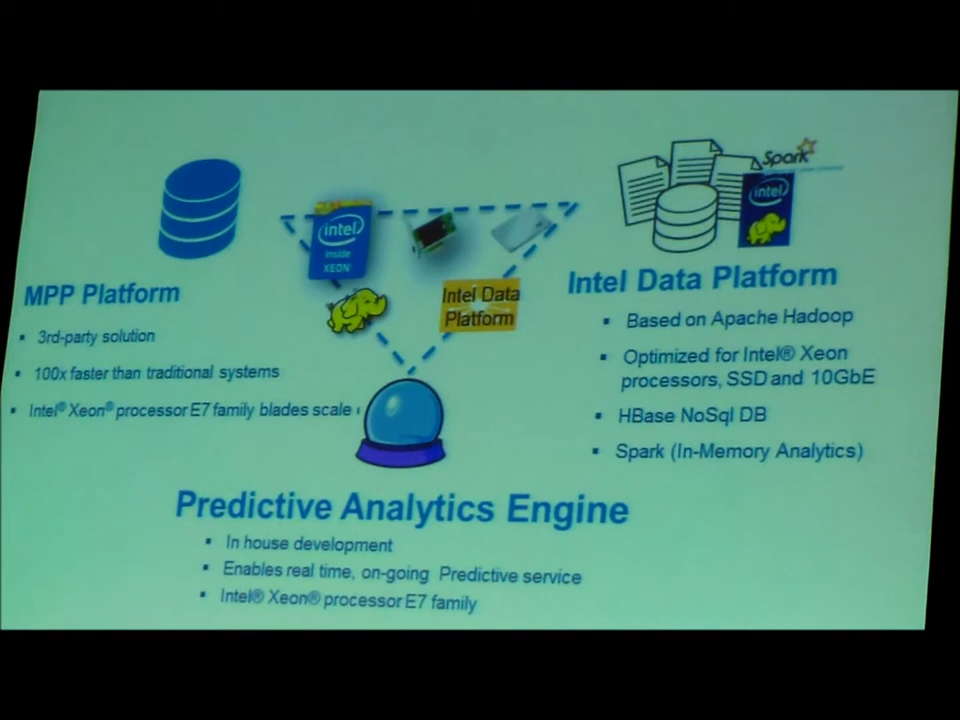 Spark
intel
inside
XEON
intel
Intel Data
Platform
MPP Platform
3rd-party solution
100x faster than traditional systems
Intel® Xeon® processor E7 family blades scale
Intel Data Platform
Based on Apache Hadoop
Optimized for Intel® Xeon
processors, SSD and 10GbE
HBase NoSql DB
Spark (In-Memory Analytics)
Predictive Analytics Engine
In house development
Enables real time, on-going Predictive service
Intel® Xeon® processor E7 family